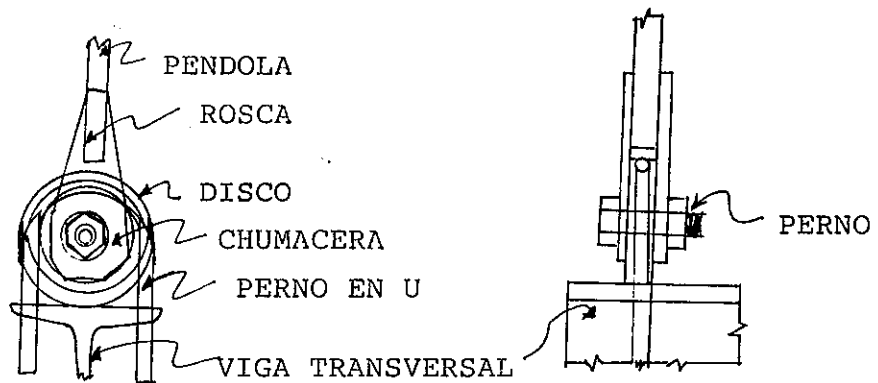 PENDOLA
ROSCA
DISCO
CHUMACERA
PERNO
PERNO EN U
VIGA TRANSVERSAL